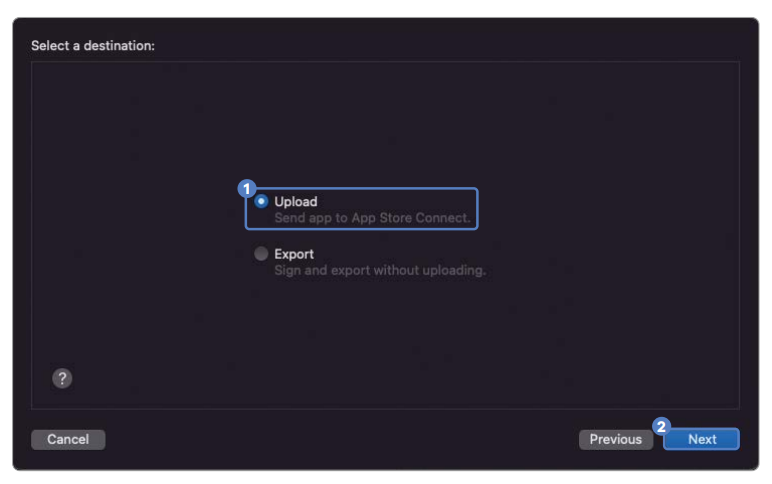 Select a destination:
1
Upload
Send app to App Store Connect.
Export
Sign and export without uploading.
?
Cancel
Previous
2
Next